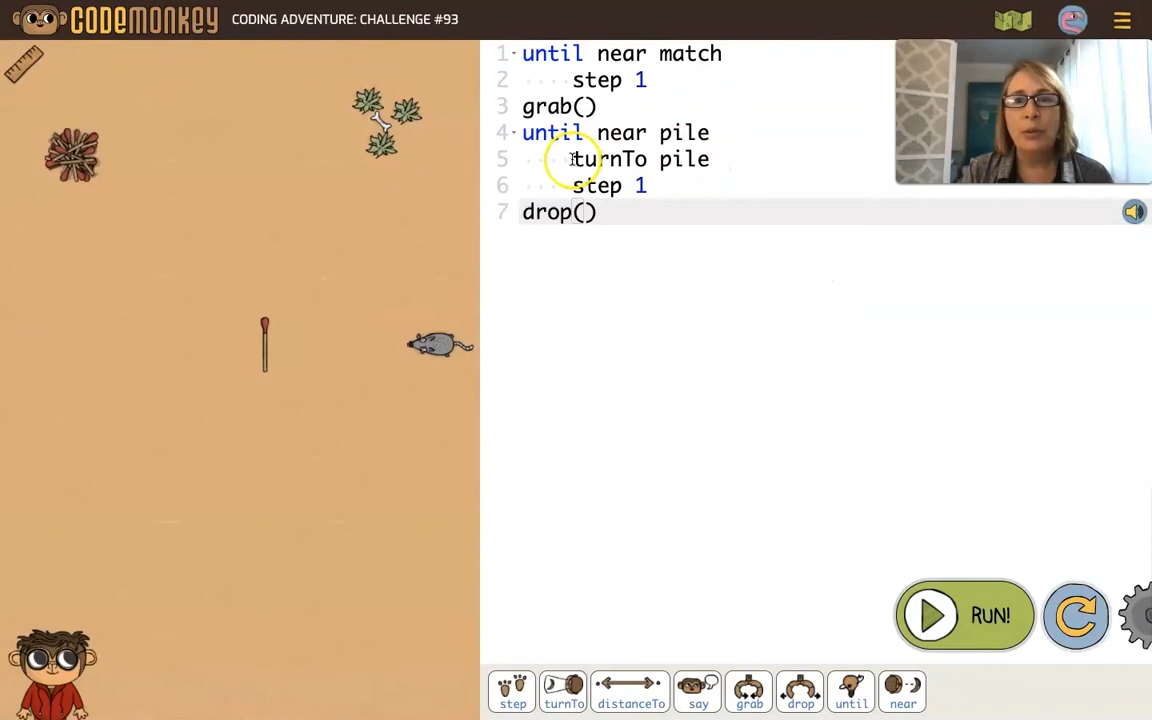 CODEMONKEY CODING ADVENTURE: CHALLENGE #93
1 until near match
2 step 1
3 grab()
4 until near pile
5 turnTo pile
6 step 1
7 drop()
RUN!
step turnTo distanceTo say grab drop until near